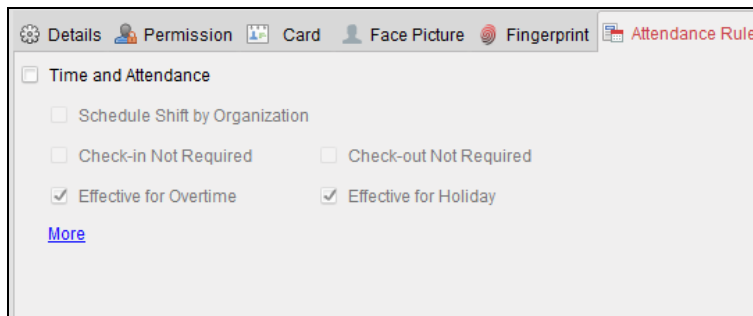 Details Permission Card Face Picture Fingerprint Attendance Rule
Time and Attendance
Schedule Shift by Organization
Check-in Not Required Check-out Not Required
Effective for Overtime Effective for Holiday
More